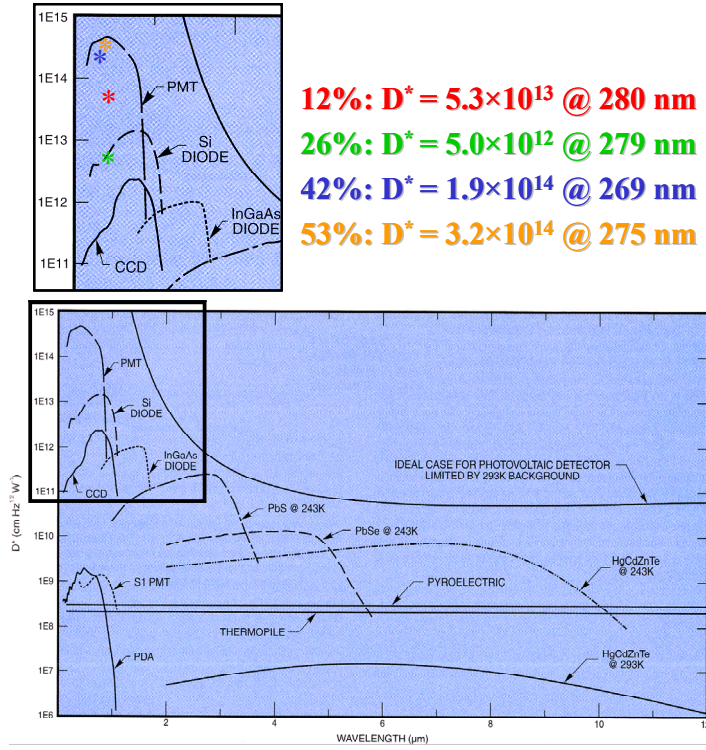 1E15
1E14
1E13
1E12
1E11
PMT
Si
DIODE
InGaAs
DIODE
CCD
12%: D* = 5.3×10¹³ @ 280 nm
26%: D* = 5.0×10¹² @ 279 nm
42%: D* = 1.9×10¹⁴ @ 269 nm
53%: D* = 3.2×10¹⁴ @ 275 nm
1E15
1E14
1E13
1E12
1E11
1E10
1E9
1E8
1E7
1E6
D* (cm Hz^1/2 W^-1)
PMT
Si
DIODE
InGaAs
DIODE
CCD
IDEAL CASE FOR PHOTOVOLTAIC DETECTOR
LIMITED BY 293K BACKGROUND
PbS @ 243K
PbSe @ 243K
HgCdZnTe
@ 243K
S1 PMT
PYROELECTRIC
THERMOPILE
PDA
HgCdZnTe
@ 293K
2 4 6 8 10 12
WAVELENGTH (µm)